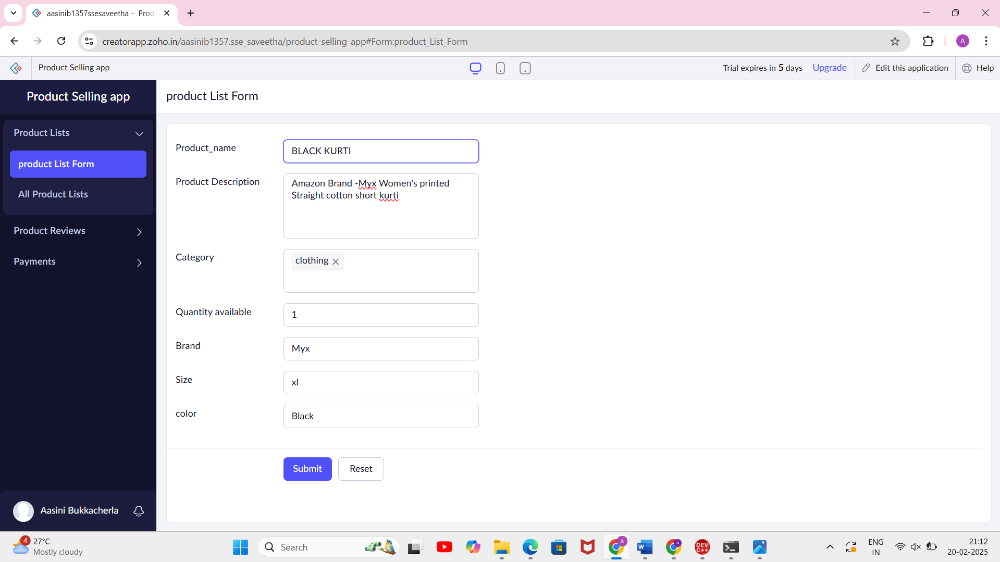 aasinib1357ssesaveetha - Prod
creatorapp.zoho.in/aasinib1357.sse_saveetha/product-selling-app#Form:product_List_Form
A
Product Selling app
Trial expires in 5 days
Upgrade
Edit this application
Help
Product Selling app
product List Form
Product Lists
product List Form
All Product Lists
Product Reviews
Payments
Product_name
BLACK KURTI
Product Description
Amazon Brand -Myx Women's printed
Straight cotton short kurti
Category
clothing
Quantity available
1
Brand
Myx
Size
xl
color
Black
Submit
Reset
Aasini Bukkacherla
4
27°C
Mostly cloudy
Search
A
W
a
DEV
C++
ENG
IN
21:12
20-02-2025